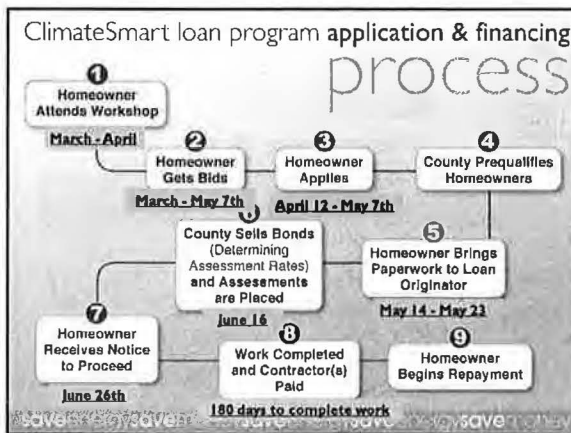 ClimateSmart loan program application & financing
process
1
Homeowner
Attends Workshop
March - April
2
Homeowner
Gets Bids
March - May 7th
3
Homeowner
Applies
April 12 - May 7th
4
County Prequalifies
Homeowners
5
Homeowner Brings
Paperwork to Loan
Originator
May 14 - May 23
County Sells Bonds
(Determining
Assessment Rates)
and Assessments
are Placed
June 16
7
Homeowner
Receives Notice
to Proceed
June 26th
8
Work Completed
and Contractor(s)
Paid
180 days to complete work
9
Homeowner
Begins Repayment
saveenergysavemoney saveenergysavemoney